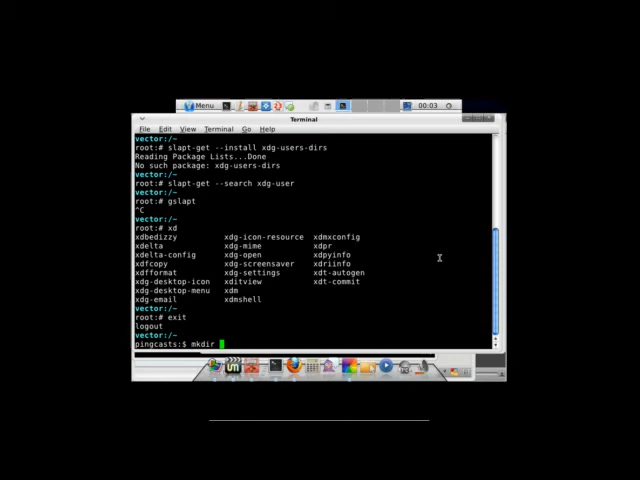 Menu 00:03
Terminal
File Edit View Terminal Go Help
vector:/~
root:# slapt-get --install xdg-users-dirs
Reading Package Lists...Done
No such package: xdg-users-dirs
vector:/~
root:# slapt-get --search xdg-user
vector:/~
root:# gslapt
^C
vector:/~
root:# xd
xdbedizzy xdg-icon-resource xdmxconfig
xdelta xdg-mime xdpr
xdelta-config xdg-open xdpyinfo
xdfcopy xdg-screensaver xdriinfo
xdfformat xdg-settings xdt-autogen
xdg-desktop-icon xditview xdt-commit
xdg-desktop-menu xdm
xdg-email xdmshell
vector:/~
root:# exit
logout
vector:/~
pingcasts:$ mkdir